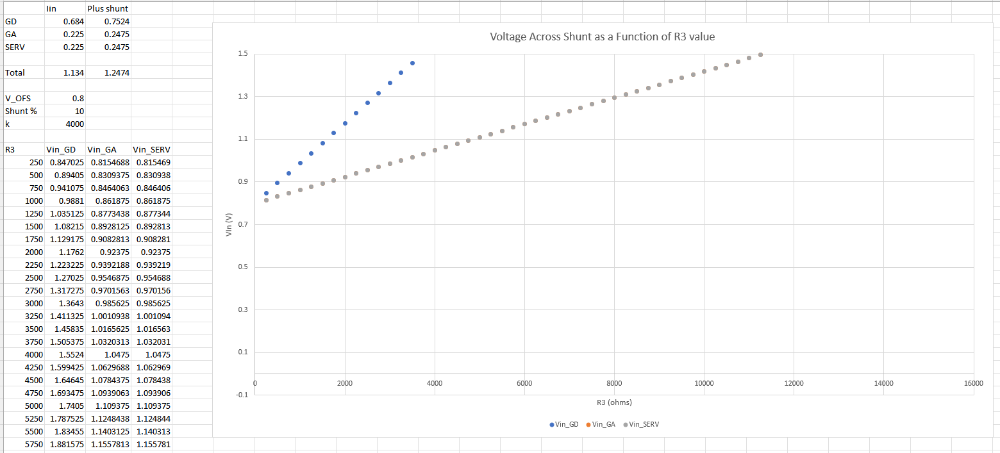 Iin Plus shunt
GD 0.684 0.7524
GA 0.225 0.2475
SERV 0.225 0.2475
Total 1.134 1.2474
V_OFS 0.8
Shunt % 10
k 4000
R3 Vin_GD Vin_GA Vin_SERV
250 0.847025 0.8154688 0.815469
500 0.89405 0.8309375 0.830938
750 0.941075 0.8464063 0.846406
1000 0.9881 0.861875 0.861875
1250 1.035125 0.8773438 0.877344
1500 1.08215 0.8928125 0.892813
1750 1.129175 0.9082813 0.908281
2000 1.1762 0.92375 0.92375
2250 1.223225 0.9392188 0.939219
2500 1.27025 0.9546875 0.954688
2750 1.317275 0.9701563 0.970156
3000 1.3643 0.985625 0.985625
3250 1.411325 1.0010938 1.001094
3500 1.45835 1.0165625 1.016563
3750 1.505375 1.0320313 1.032031
4000 1.5524 1.0475 1.0475
4250 1.599425 1.0629688 1.062969
4500 1.64645 1.0784375 1.078438
4750 1.693475 1.0939063 1.093906
5000 1.7405 1.109375 1.109375
5250 1.787525 1.1248438 1.124844
5500 1.83455 1.1403125 1.140313
5750 1.881575 1.1557813 1.155781
Voltage Across Shunt as a Function of R3 value
1.5
1.3
1.1
0.9
0.7
0.5
0.3
0.1
-0.1
VIn (V)
0 2000 4000 6000 8000 10000 12000 14000 16000
R3 (ohms)
Vin_GD Vin_GA Vin_SERV